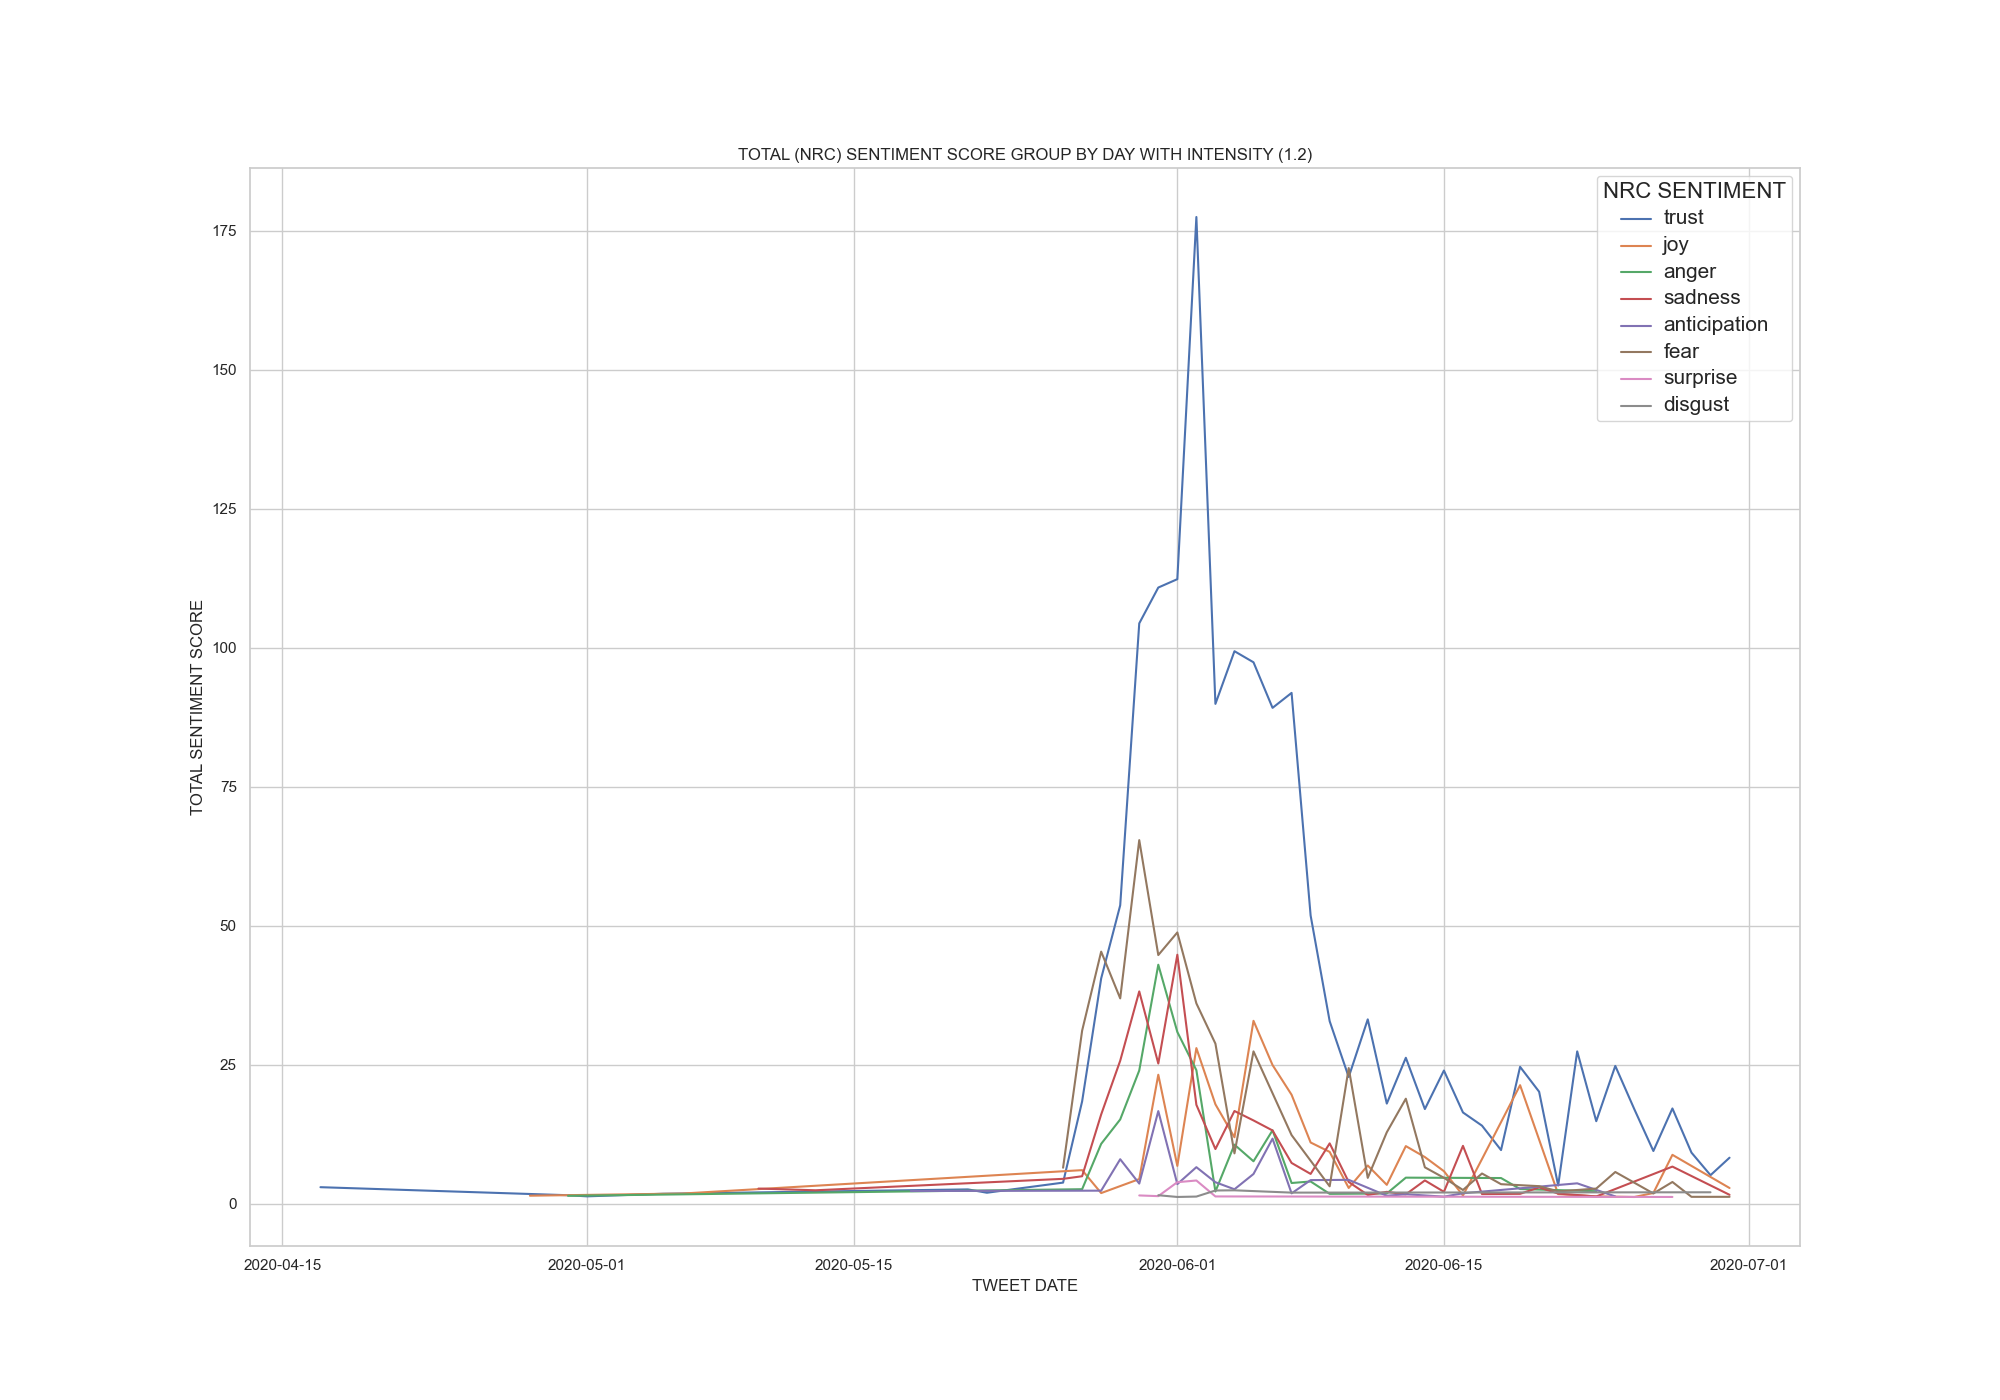 TOTAL (NRC) SENTIMENT SCORE GROUP BY DAY WITH INTENSITY (1.2)
NRC SENTIMENT
trust
joy
anger
sadness
anticipation
fear
surprise
disgust
175
150
125
100
75
50
25
0
TOTAL SENTIMENT SCORE
2020-04-15 2020-05-01 2020-05-15 2020-06-01 2020-06-15 2020-07-01
TWEET DATE